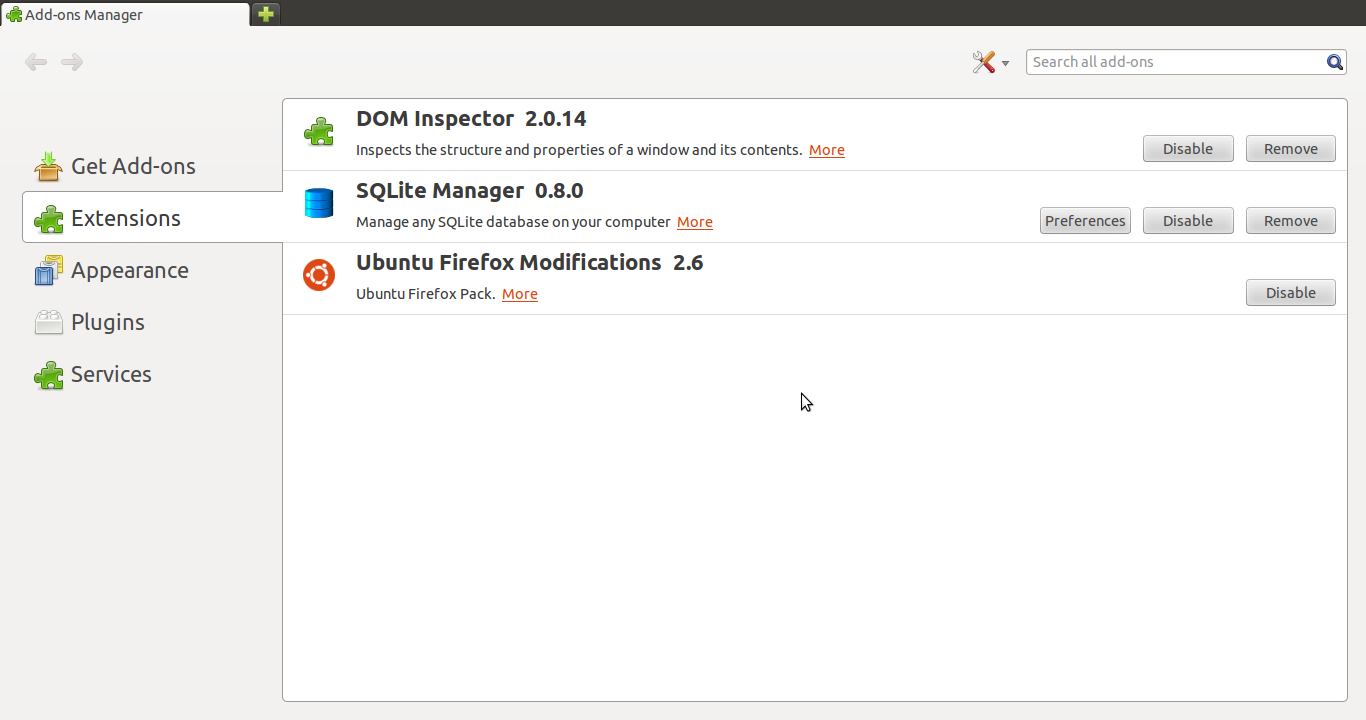 Add-ons Manager
Search all add-ons
Get Add-ons
Extensions
Appearance
Plugins
Services
DOM Inspector 2.0.14
Inspects the structure and properties of a window and its contents. More
Disable
Remove
SQLite Manager 0.8.0
Manage any SQLite database on your computer More
Preferences
Disable
Remove
Ubuntu Firefox Modifications 2.6
Ubuntu Firefox Pack. More
Disable